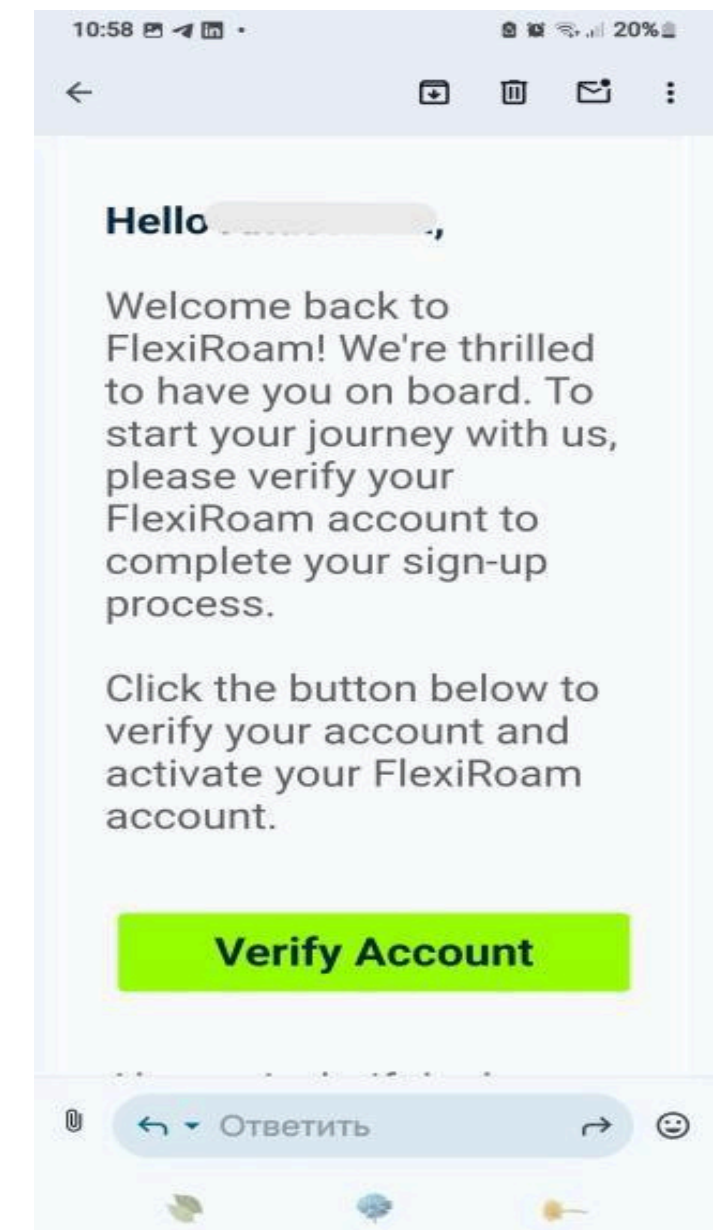 10:58
20%
Hello
Welcome back to
FlexiRoam! We're thrilled
to have you on board. To
start your journey with us,
please verify your
FlexiRoam account to
complete your sign-up
process.
Click the button below to
verify your account and
activate your FlexiRoam
account.
Verify Account
Ответить